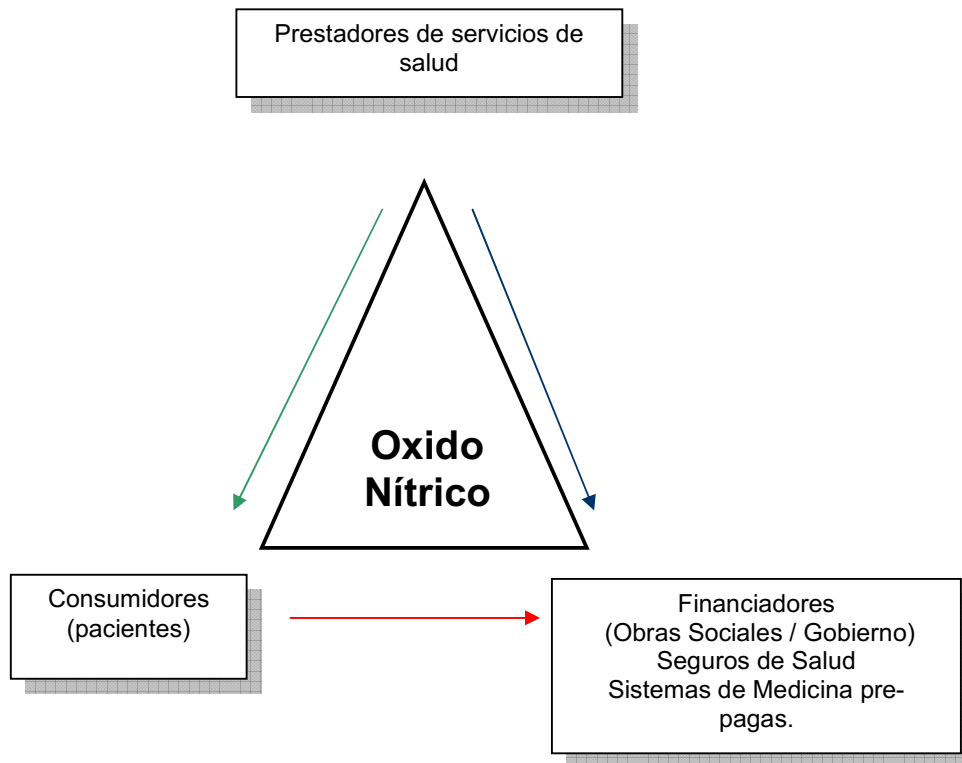 Prestadores de servicios de
salud
Oxido
Nítrico
Consumidores
(pacientes)
Financiadores
(Obras Sociales / Gobierno)
Seguros de Salud
Sistemas de Medicina pre-
pagas.